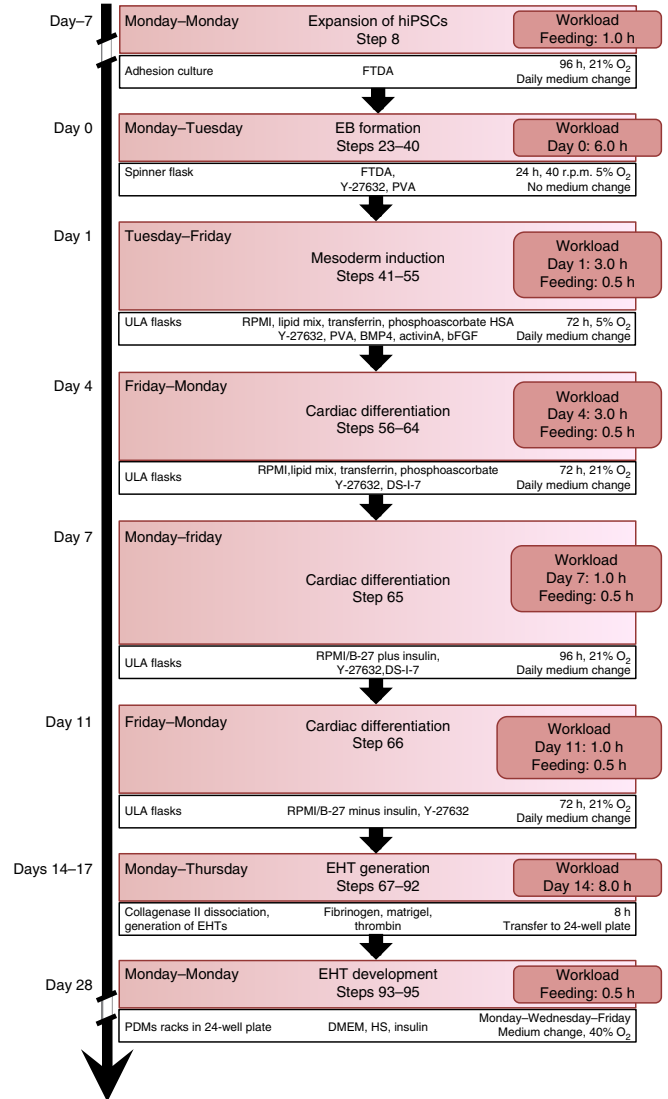 Day–7
Monday–Monday
Expansion of hiPSCs
Step 8
Workload
Feeding: 1.0 h
Adhesion culture
FTDA
96 h, 21% O2
Daily medium change
Day 0
Monday–Tuesday
EB formation
Steps 23–40
Workload
Day 0: 6.0 h
Spinner flask
FTDA,
Y-27632, PVA
24 h, 40 r.p.m. 5% O2
No medium change
Day 1
Tuesday–Friday
Mesoderm induction
Steps 41–55
Workload
Day 1: 3.0 h
Feeding: 0.5 h
ULA flasks
RPMI, lipid mix, transferrin, phosphoascorbate HSA
Y-27632, PVA, BMP4, activinA, bFGF
72 h, 5% O2
Daily medium change
Day 4
Friday–Monday
Cardiac differentiation
Steps 56–64
Workload
Day 4: 3.0 h
Feeding: 0.5 h
ULA flasks
RPMI,lipid mix, transferrin, phosphoascorbate
Y-27632, DS-I-7
72 h, 21% O2
Daily medium change
Day 7
Monday–friday
Cardiac differentiation
Step 65
Workload
Day 7: 1.0 h
Feeding: 0.5 h
ULA flasks
RPMI/B-27 plus insulin,
Y-27632,DS-I-7
96 h, 21% O2
Daily medium change
Day 11
Friday–Monday
Cardiac differentiation
Step 66
Workload
Day 11: 1.0 h
Feeding: 0.5 h
ULA flasks
RPMI/B-27 minus insulin, Y-27632
72 h, 21% O2
Daily medium change
Days 14–17
Monday–Thursday
EHT generation
Steps 67–92
Workload
Day 14: 8.0 h
Collagenase II dissociation,
generation of EHTs
Fibrinogen, matrigel,
thrombin
8 h
Transfer to 24-well plate
Day 28
Monday–Monday
EHT development
Steps 93–95
Workload
Feeding: 0.5 h
PDMs racks in 24-well plate
DMEM, HS, insulin
Monday–Wednesday–Friday
Medium change, 40% O2